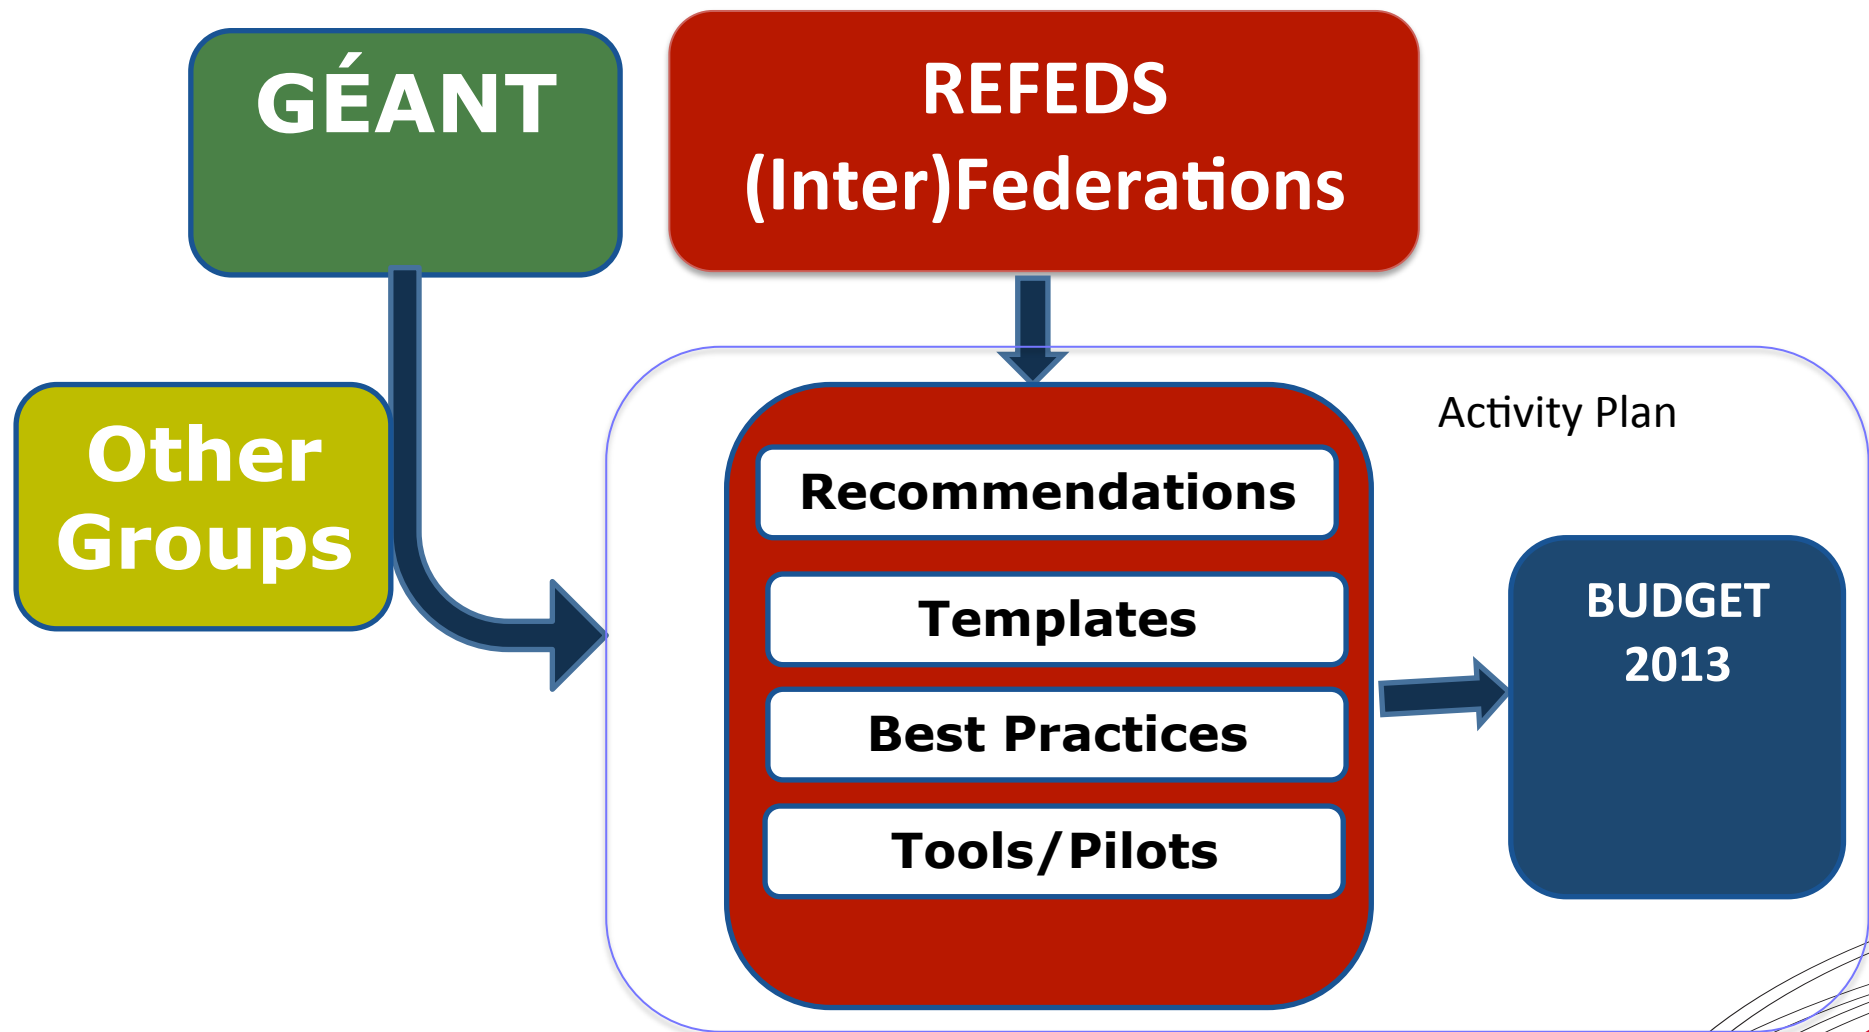 GÉANT
REFEDS
(Inter)Federations
Other
Groups
Activity Plan
Recommendations
Templates
Best Practices
Tools/Pilots
BUDGET
2013